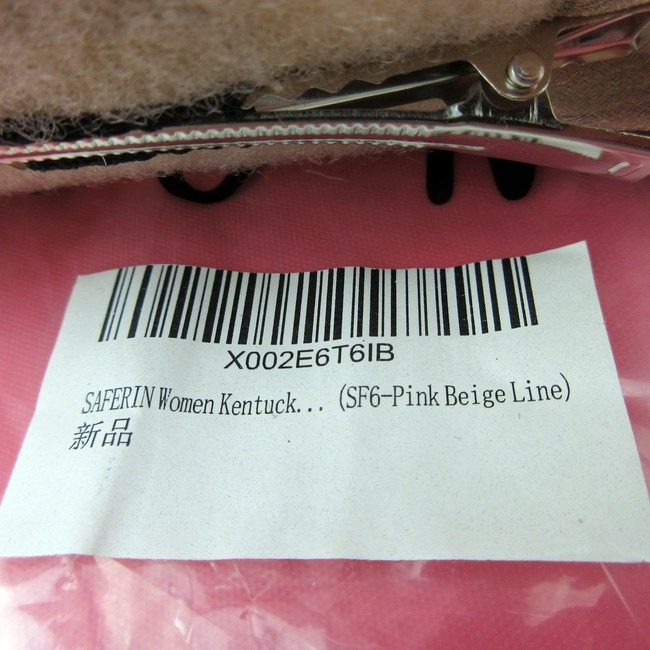 X002E6T6IB
SAFERIN Women Kentuck... (SF6-Pink Beige Line)
新品